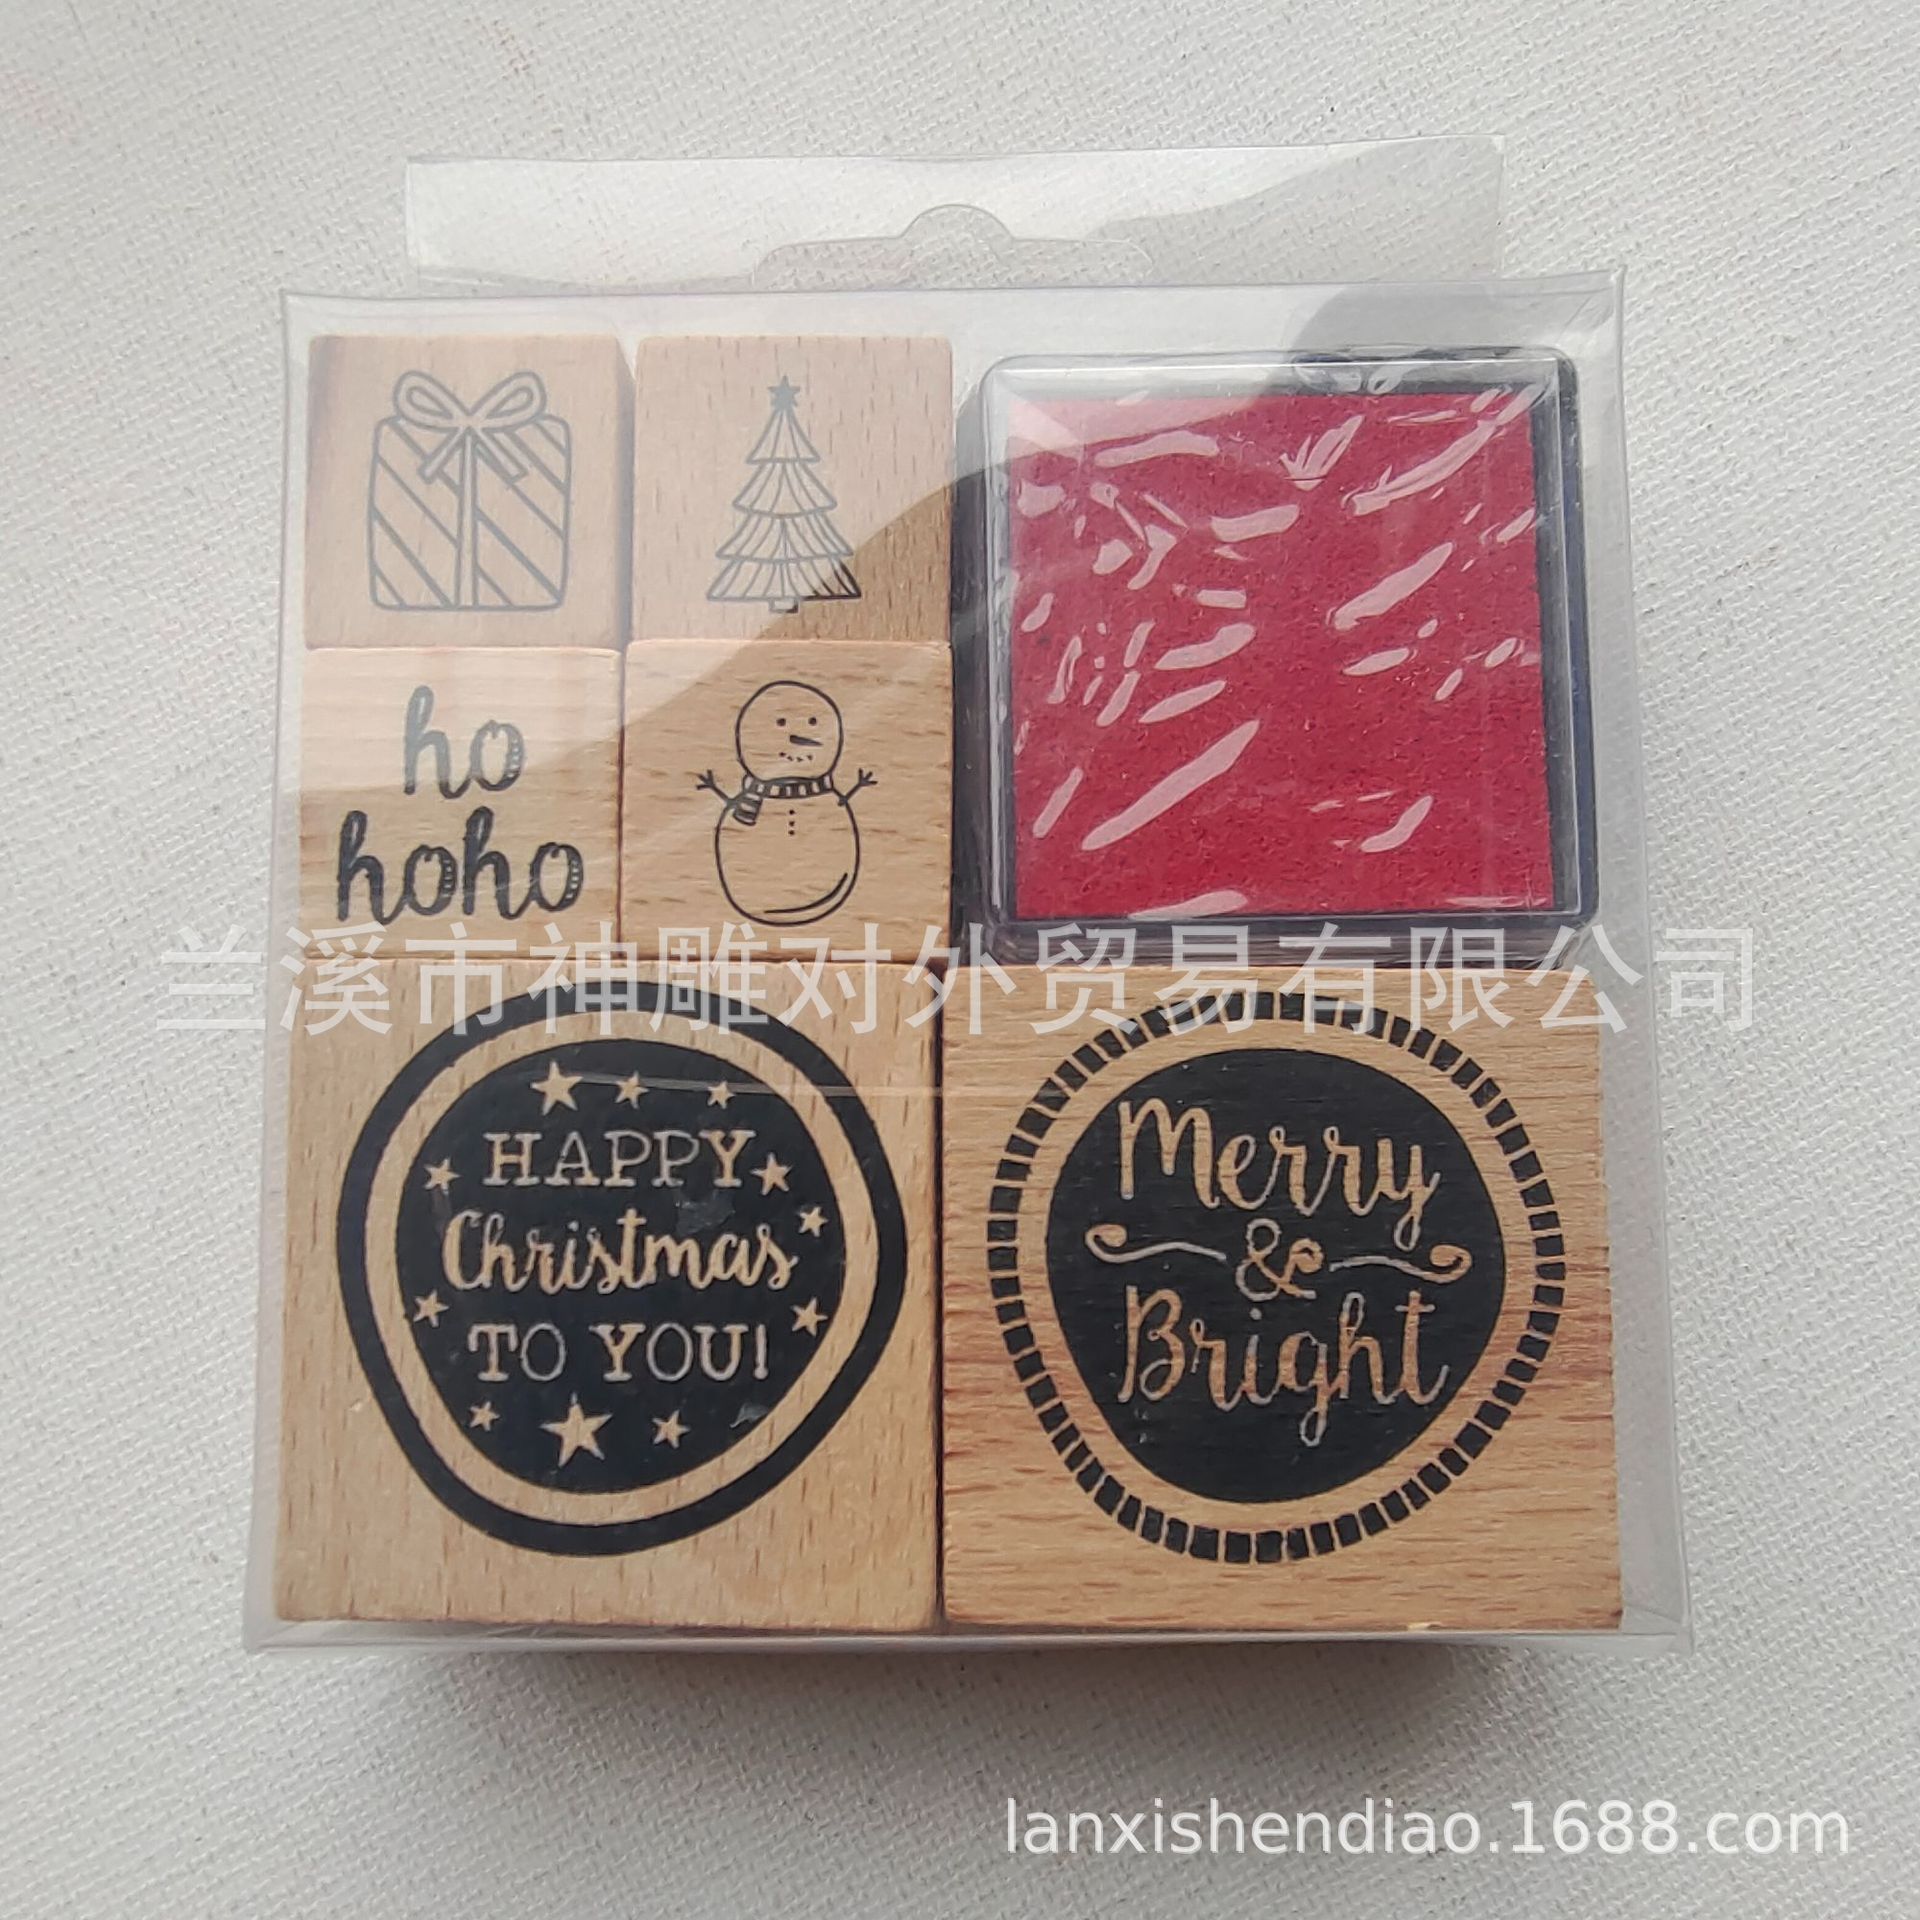 ho
hoho
兰溪市神雕对外贸易有限公司
HAPPY
Christmas
TO YOU!
Merry
&
Bright
lanxishendiao.1688.com